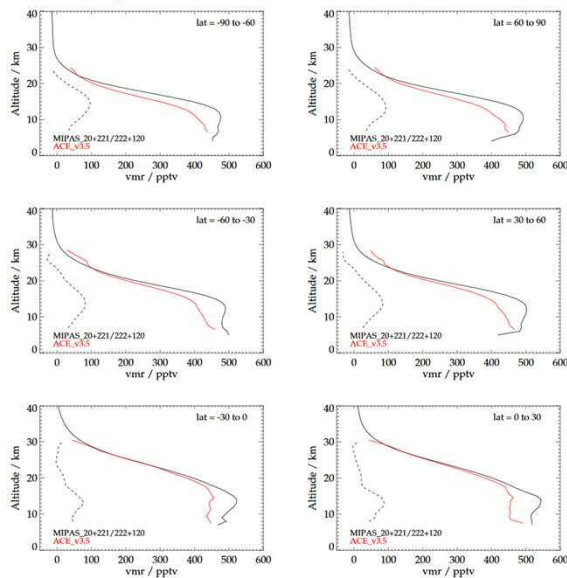 lat = -90 to -60
40
30
20
10
0
Altitude / km
MIPAS_20+221/222+120
ACE_v3.5
0 100 200 300 400 500 600
vmr / pptv
lat = 60 to 90
40
30
20
10
0
Altitude / km
MIPAS_20+221/222+120
ACE_v3.5
0 100 200 300 400 500 600
vmr / pptv
lat = -60 to -30
40
30
20
10
0
Altitude / km
MIPAS_20+221/222+120
ACE_v3.5
0 100 200 300 400 500 600
vmr / pptv
lat = 30 to 60
40
30
20
10
0
Altitude / km
MIPAS_20+221/222+120
ACE_v3.5
0 100 200 300 400 500 600
vmr / pptv
lat = -30 to 0
40
30
20
10
0
Altitude / km
MIPAS_20+221/222+120
ACE_v3.5
0 100 200 300 400 500 600
vmr / pptv
lat = 0 to 30
40
30
20
10
0
Altitude / km
MIPAS_20+221/222+120
ACE_v3.5
0 100 200 300 400 500 600
vmr / pptv